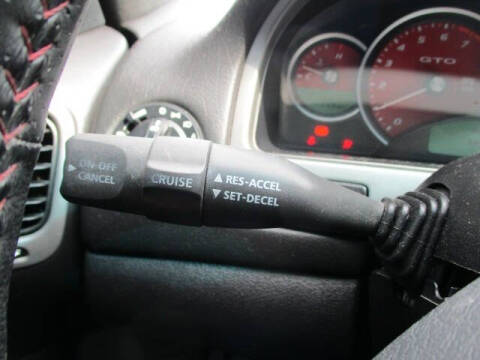 GTO
ON-OFF
CANCEL
CRUISE
RES-ACCEL
SET-DECEL